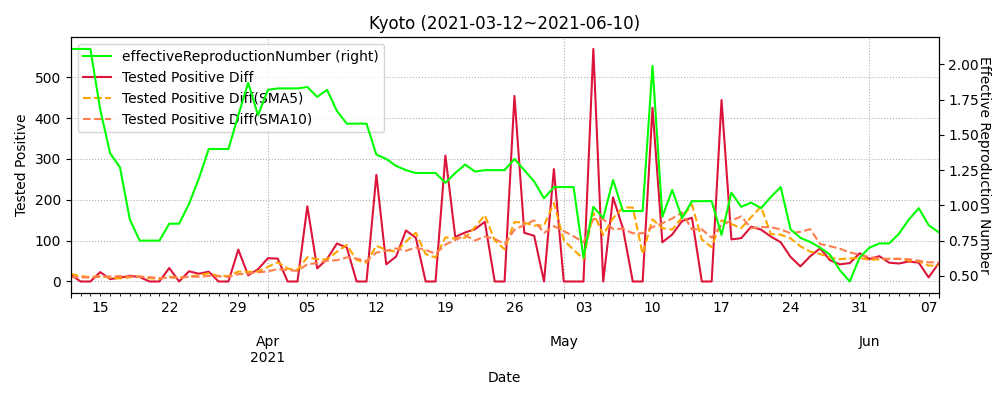 Kyoto (2021-03-12~2021-06-10)
effectiveReproductionNumber (right)
Tested Positive Diff
Tested Positive Diff(SMA5)
Tested Positive Diff(SMA10)
Tested Positive
500
400
300
200
100
0
2.00
1.75
1.50
1.25
1.00
0.75
0.50
Effective Reproduction Number
15 22 29 05 12 19 26 03 10 17 24 31 07
Apr May Jun
2021
Date